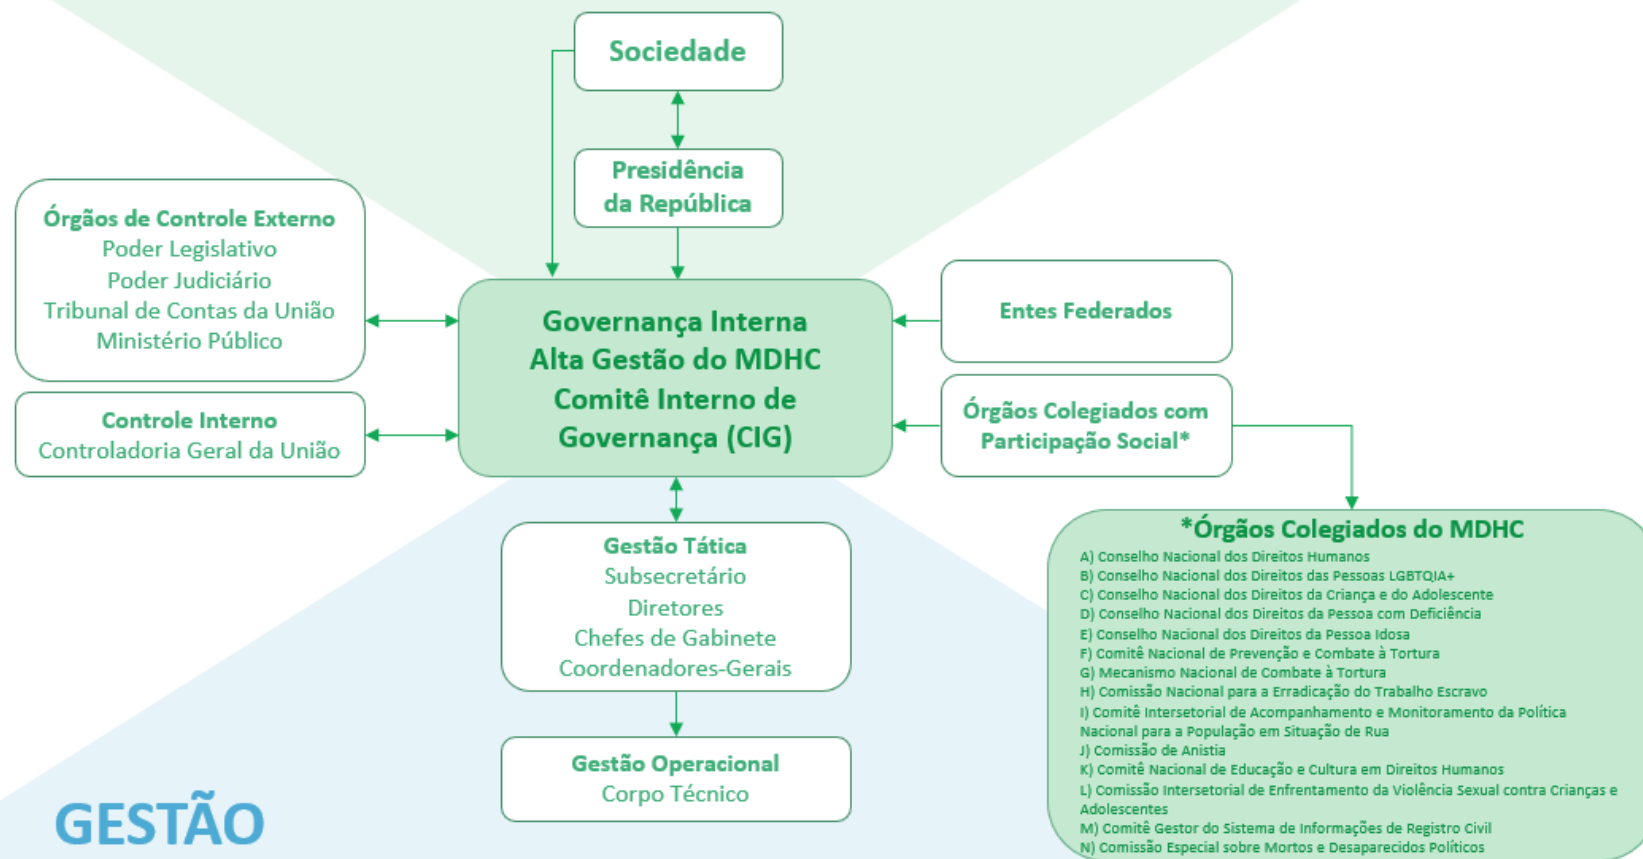 Sociedade
Presidência
da República
Órgãos de Controle Externo
Poder Legislativo
Poder Judiciário
Tribunal de Contas da União
Ministério Público
Controle Interno
Controladoria Geral da União
Governança Interna
Alta Gestão do MDHC
Comitê Interno de
Governança (CIG)
Entes Federados
Órgãos Colegiados com
Participação Social*
Gestão Tática
Subsecretário
Diretores
Chefes de Gabinete
Coordenadores-Gerais
Gestão Operacional
Corpo Técnico
*Órgãos Colegiados do MDHC
A) Conselho Nacional dos Direitos Humanos
B) Conselho Nacional dos Direitos das Pessoas LGBTQIA+
C) Conselho Nacional dos Direitos da Criança e do Adolescente
D) Conselho Nacional dos Direitos da Pessoa com Deficiência
E) Conselho Nacional dos Direitos da Pessoa Idosa
F) Comitê Nacional de Prevenção e Combate à Tortura
G) Mecanismo Nacional de Combate à Tortura
H) Comissão Nacional para a Erradicação do Trabalho Escravo
I) Comitê Intersetorial de Acompanhamento e Monitoramento da Política
Nacional para a População em Situação de Rua
J) Comissão de Anistia
K) Comitê Nacional de Educação e Cultura em Direitos Humanos
L) Comissão Intersetorial de Enfrentamento da Violência Sexual contra Crianças e
Adolescentes
M) Comitê Gestor do Sistema de Informações de Registro Civil
N) Comissão Especial sobre Mortos e Desaparecidos Políticos
GESTÃO